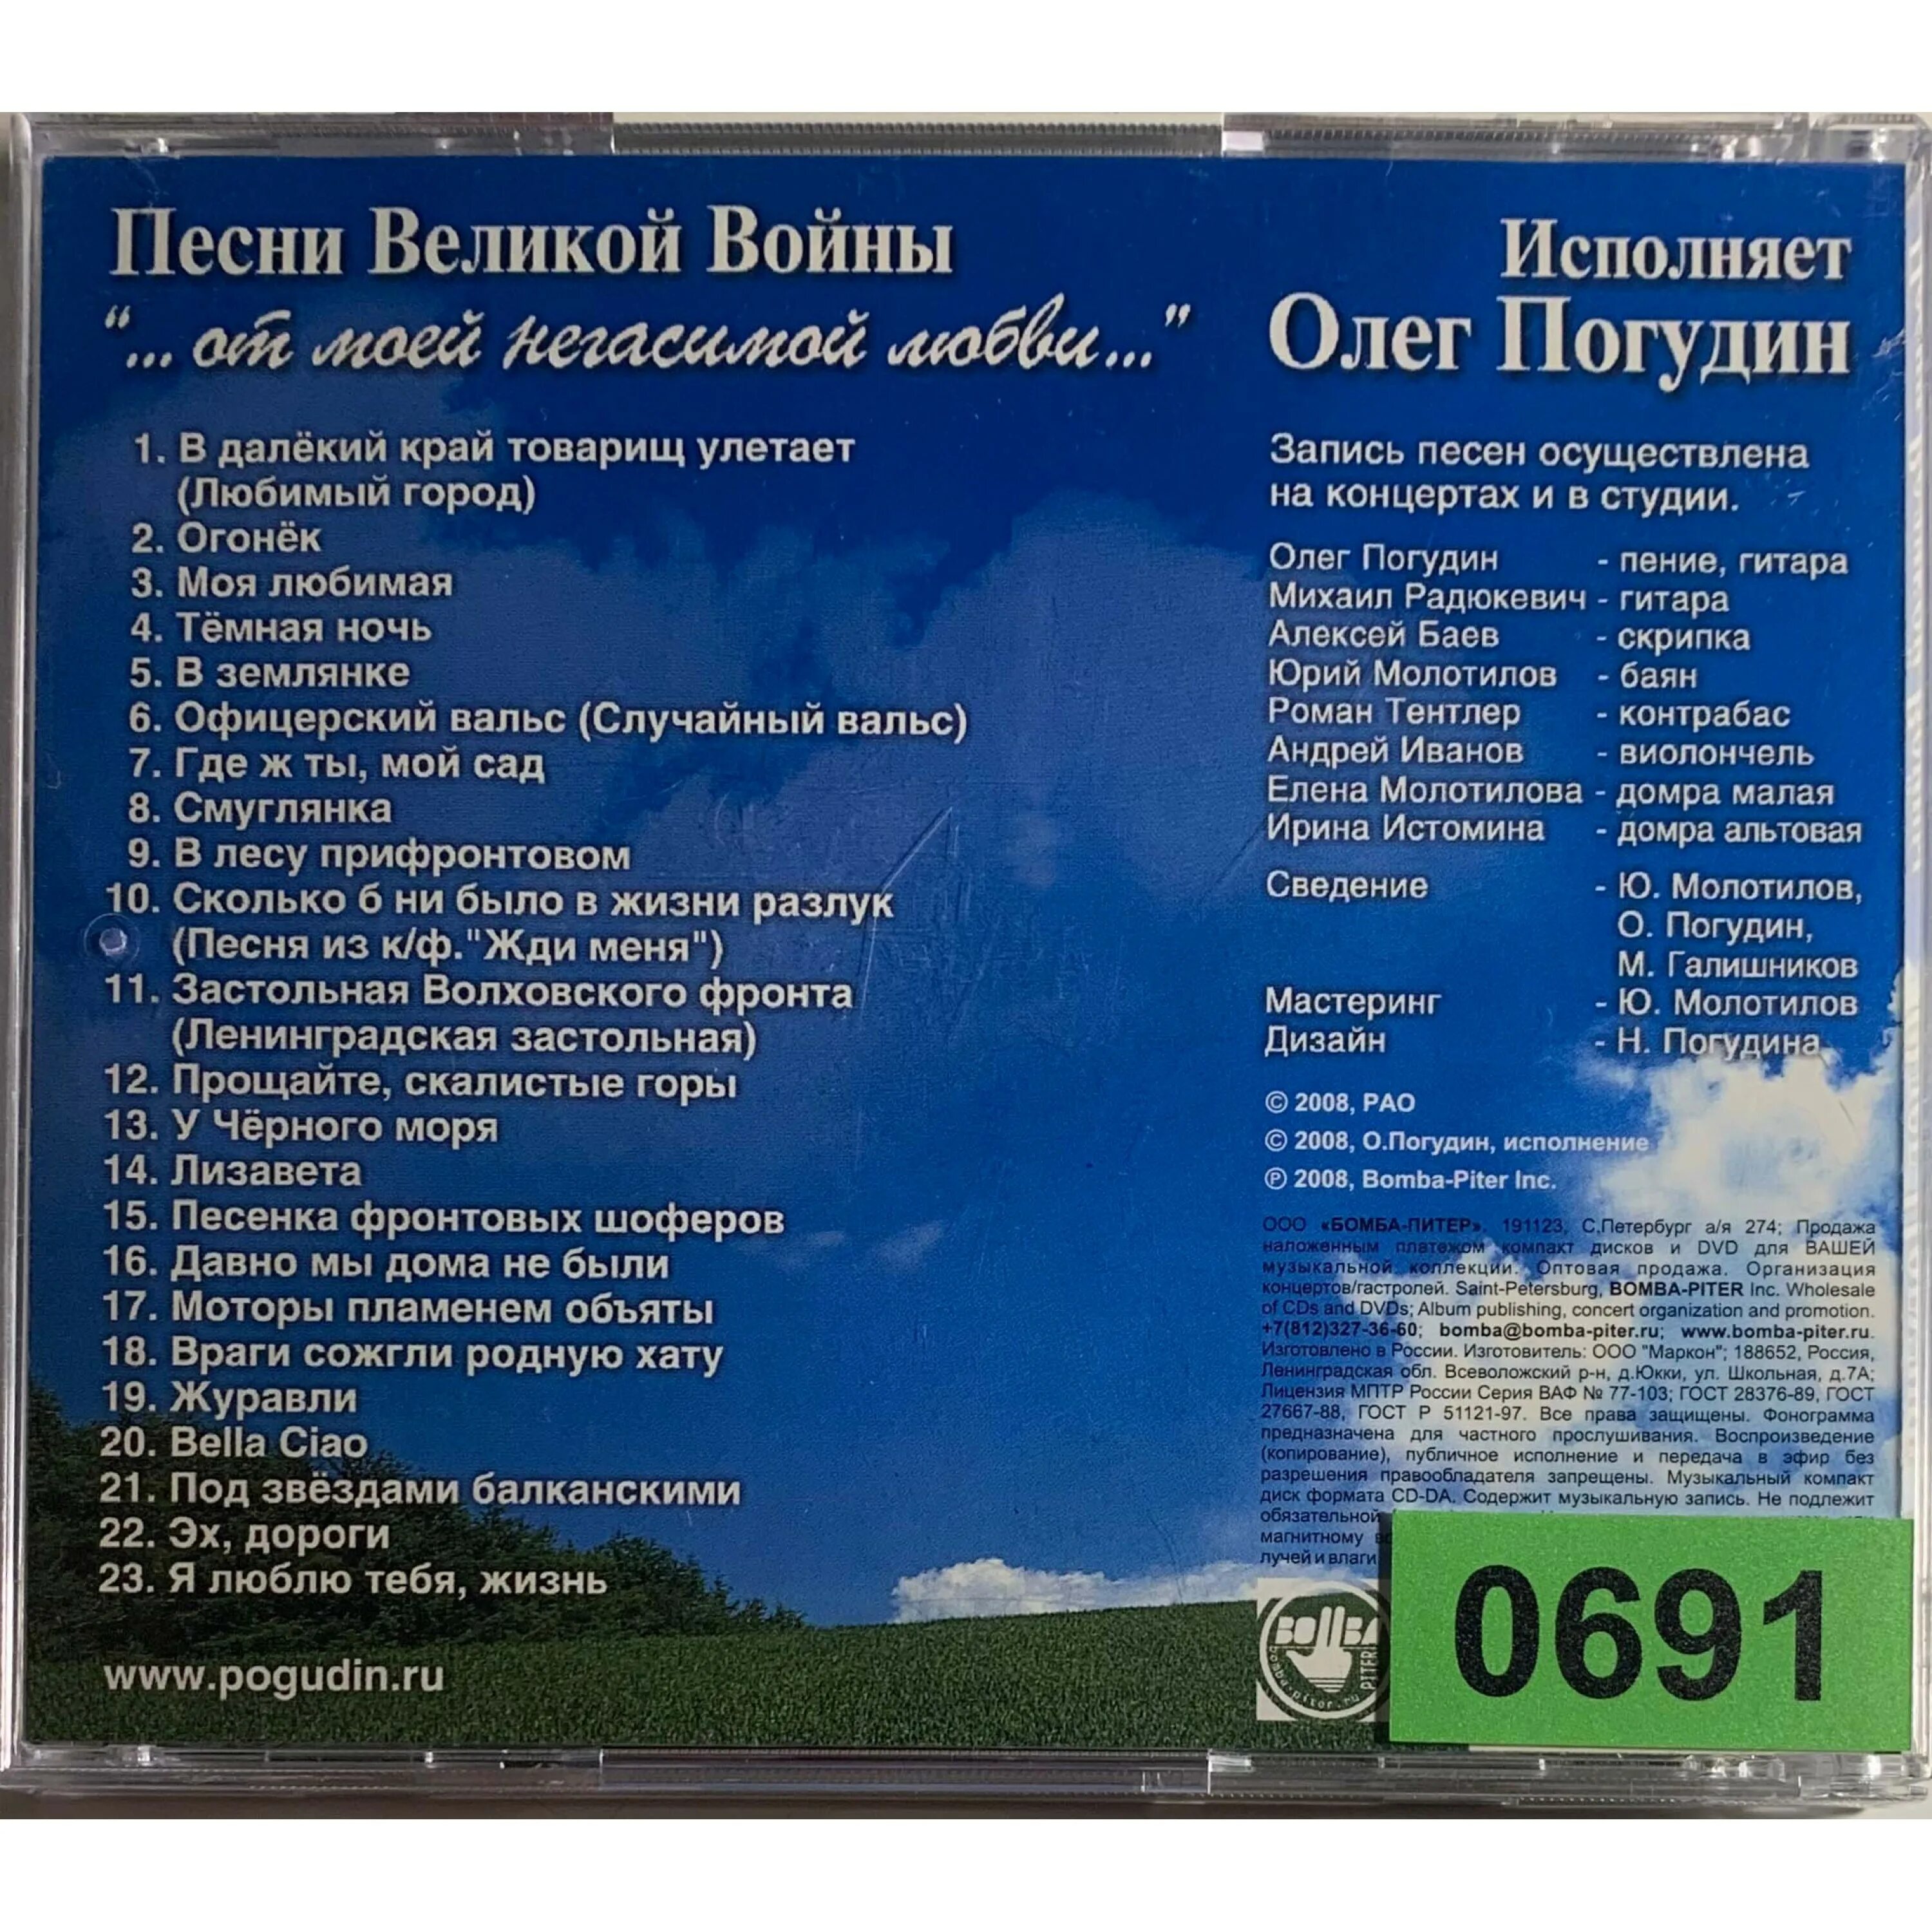 Песни Великой Войны
"... от моей негасимой любви..."
1. В далёкий край товарищ улетает
(Любимый город)
2. Огонёк
3. Моя любимая
4. Тёмная ночь
5. В землянке
6. Офицерский вальс (Случайный вальс)
7. Где ж ты, мой сад
8. Смуглянка
9. В лесу прифронтовом
10. Сколько б ни было в жизни разлук
(Песня из к/ф."Жди меня")
11. Застольная Волховского фронта
(Ленинградская застольная)
12. Прощайте, скалистые горы
13. У Чёрного моря
14. Лизавета
15. Песенка фронтовых шоферов
16. Давно мы дома не были
17. Моторы пламенем объяты
18. Враги сожгли родную хату
19. Журавли
20. Bella Ciao
21. Под звёздами балканскими
22. Эх, дороги
23. Я люблю тебя, жизнь
www.pogudin.ru
Исполняет
Олег Погудин
Запись песен осуществлена
на концертах и в студии.
Олег Погудин - пение, гитара
Михаил Радюкевич - гитара
Алексей Баев - скрипка
Юрий Молотилов - баян
Роман Тентлер - контрабас
Андрей Иванов - виолончель
Елена Молотилова - домра малая
Ирина Истомина - домра альтовая
Сведение - Ю. Молотилов,
О. Погудин,
М. Галишников
Мастеринг - Ю. Молотилов
Дизайн - Н. Погудина
© 2008, РАО
© 2008, О.Погудин, исполнение
℗ 2008, Bomba-Piter Inc.
ООО «БОМБА-ПИТЕР». 191123, С.Петербург а/я 274; Продажа
наложенным платежом компакт дисков и DVD для ВАШЕЙ
музыкальной коллекции. Оптовая продажа. Организация
концертов/гастролей. Saint-Petersburg, BOMBA-PITER Inc. Wholesale
of CDs and DVDs; Album publishing, concert organization and promotion.
+7(812)327-36-60; bomba@bomba-piter.ru; www.bomba-piter.ru.
Изготовлено в России. Изготовитель: ООО "Маркон"; 188652, Россия,
Ленинградская обл. Всеволожский р-н, д.Юкки, ул. Школьная, д.7А;
Лицензия МПТР России Серия ВАФ № 77-103; ГОСТ 28376-89, ГОСТ
27667-88, ГОСТ Р 51121-97. Все права защищены. Фонограмма
предназначена для частного прослушивания. Воспроизведение
(копирование), публичное исполнение и передача в эфир без
разрешения правообладателя запрещены. Музыкальный компакт
диск формата CD-DA. Содержит музыкальную запись. Не подлежит
обязательной
магнитному
лучей и влаги
БОМБА
PITER
bomba-piter.ru
0691